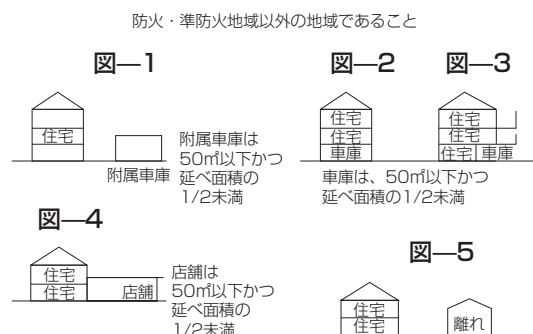 防火・準防火地域以外の地域であること
図―1
住宅
附属車庫
附属車庫は
50㎡以下かつ
延べ面積の
1/2未満
図―2
住宅
住宅
車庫
図―3
住宅
住宅
住宅 車庫
車庫は、50㎡以下かつ
延べ面積の1/2未満
図―4
住宅
住宅
店舗
店舗は
50㎡以下かつ
延べ面積の
1/2未満
図―5
住宅
住宅
離れ